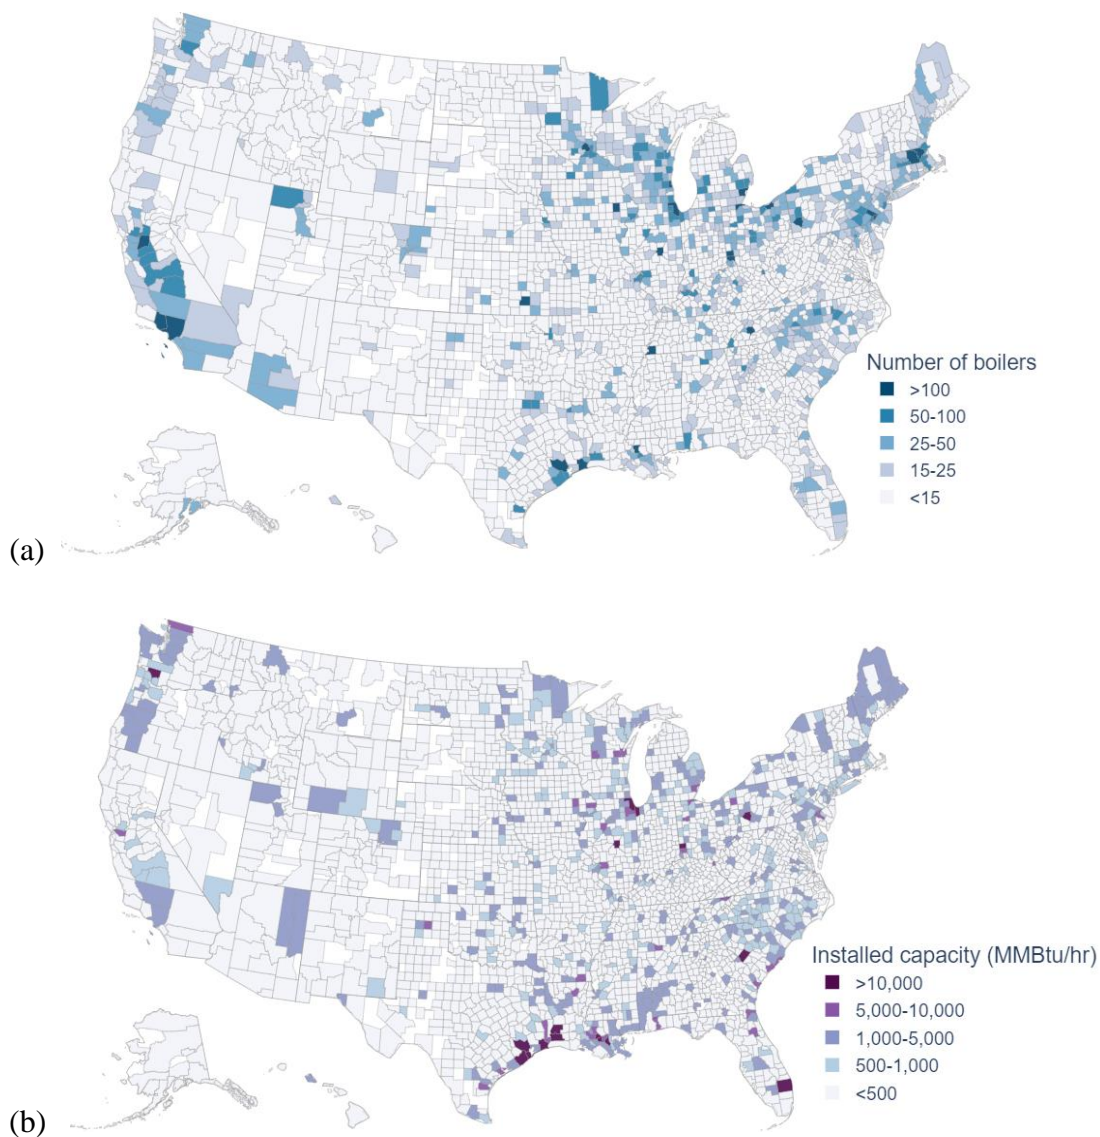 Number of boilers
>100
50-100
25-50
15-25
<15
(a)
Installed capacity (MMBtu/hr)
>10,000
5,000-10,000
1,000-5,000
500-1,000
<500
(b)